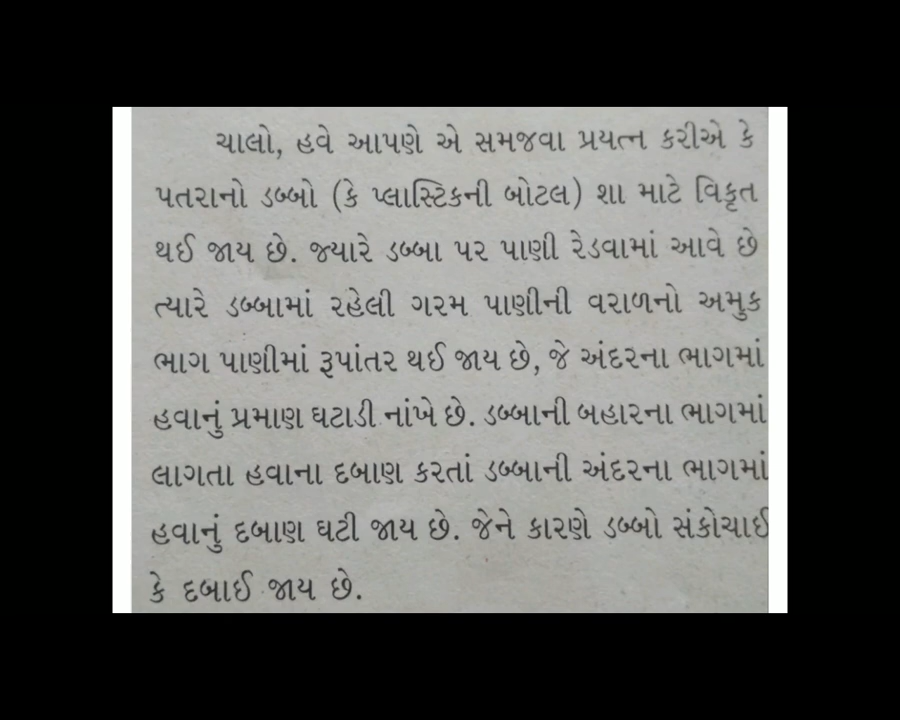 ચાલો, હવે આપણે એ સમજવા પ્રયત્ન કરીએ કે
પતરાનો ડબ્બો (કે પ્લાસ્ટિકની બોટલ) શા માટે વિકૃત
થઈ જાય છે. જ્યારે ડબ્બા પર પાણી રેડવામાં આવે છે
ત્યારે ડબ્બામાં રહેલી ગરમ પાણીની વરાળનો અમુક
ભાગ પાણીમાં રૂપાંતર થઈ જાય છે, જે અંદરના ભાગમાં
હવાનું પ્રમાણ ઘટાડી નાંખે છે. ડબ્બાની બહારના ભાગમાં
લાગતા હવાના દબાણ કરતાં ડબ્બાની અંદરના ભાગમાં
હવાનું દબાણ ઘટી જાય છે. જેને કારણે ડબ્બો સંકોચાઈ
કે દબાઈ જાય છે.